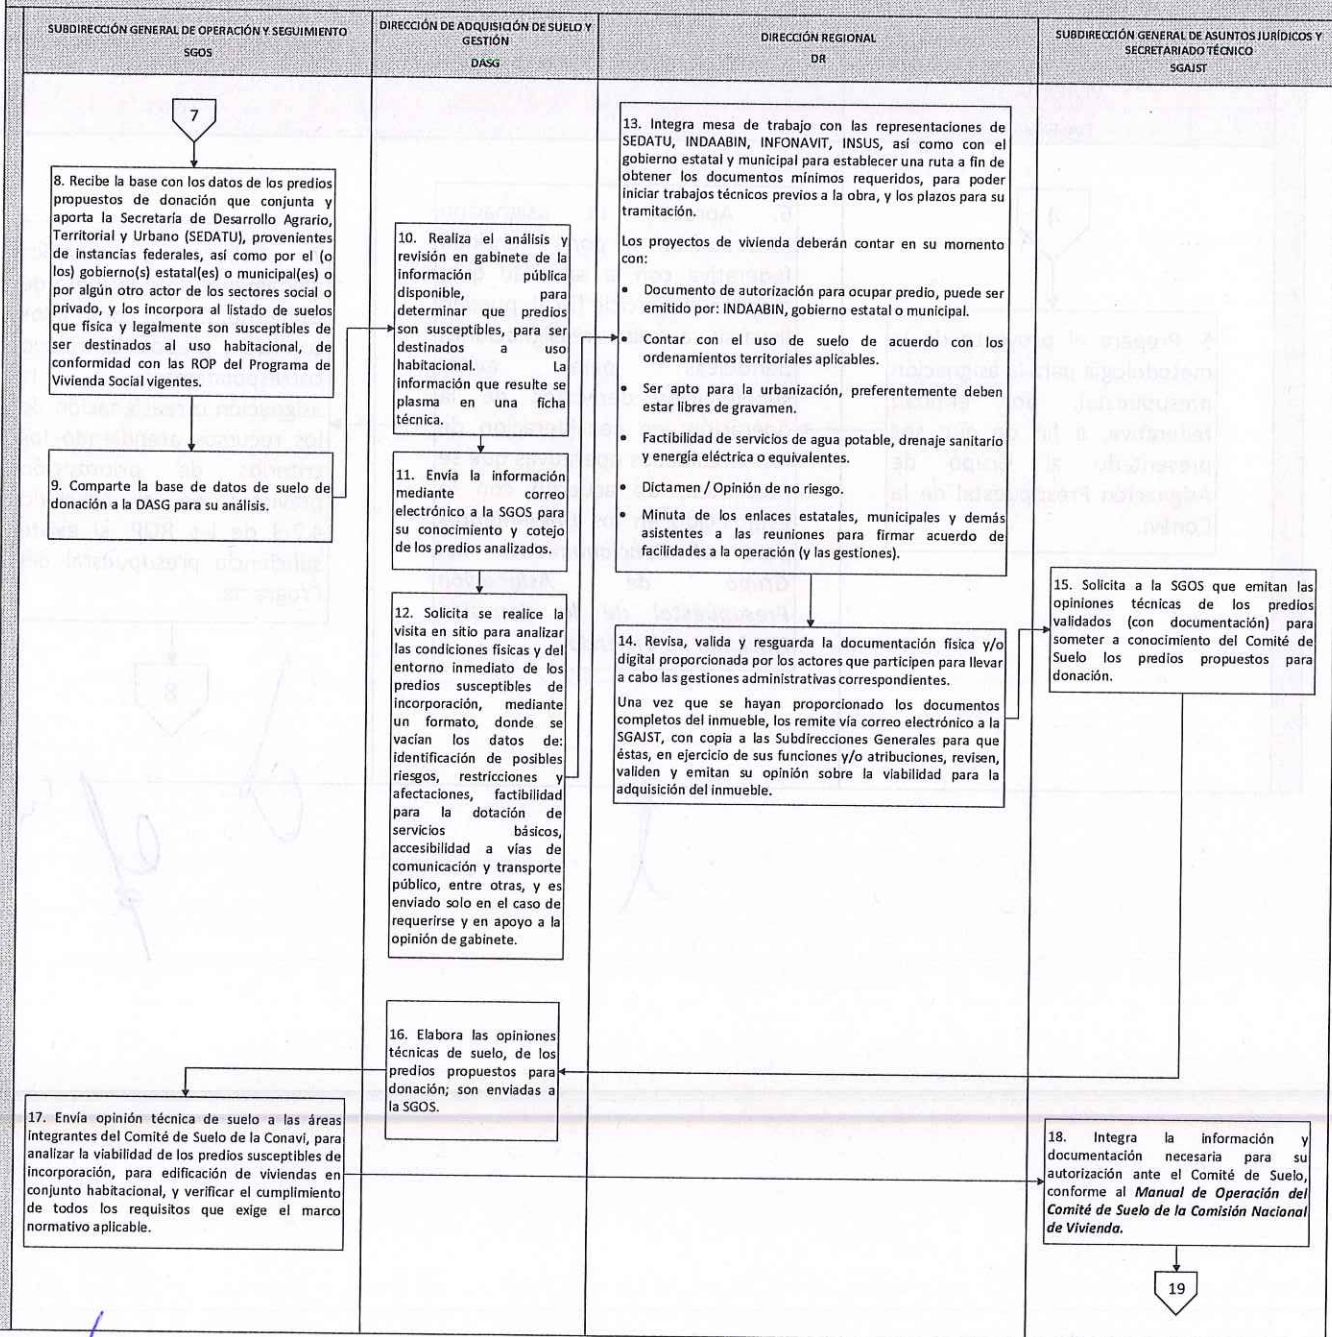 SUBDIRECCIÓN GENERAL DE OPERACIÓN Y SEGUIMIENTO
SGOS
DIRECCIÓN DE ADQUISICIÓN DE SUELO Y
GESTIÓN
DASG
DIRECCIÓN REGIONAL
DR
SUBDIRECCIÓN GENERAL DE ASUNTOS JURÍDICOS Y
SECRETARIADO TÉCNICO
SGAJST
7
8. Recibe la base con los datos de los predios
propuestos de donación que conjunta y
aporta la Secretaría de Desarrollo Agrario,
Territorial y Urbano (SEDATU), provenientes
de instancias federales, así como por el (o
los) gobierno(s) estatal(es) o municipal(es) o
por algún otro actor de los sectores social o
privado, y los incorpora al listado de suelos
que física y legalmente son susceptibles de
ser destinados al uso habitacional, de
conformidad con las ROP del Programa de
Vivienda Social vigentes.
9. Comparte la base de datos de suelo de
donación a la DASG para su análisis.
10. Realiza el análisis y
revisión en gabinete de la
información pública
disponible, para
determinar que predios
son susceptibles, para ser
destinados a uso
habitacional. La
información que resulte se
plasma en una ficha
técnica.
11. Envía la información
mediante correo
electrónico a la SGOS para
su conocimiento y cotejo
de los predios analizados.
12. Solicita se realice la
visita en sitio para analizar
las condiciones físicas y del
entorno inmediato de los
predios susceptibles de
incorporación, mediante
un formato, donde se
vacían los datos de:
identificación de posibles
riesgos, restricciones y
afectaciones, factibilidad
para la dotación de
servicios básicos,
accesibilidad a vías de
comunicación y transporte
público, entre otras, y es
enviado solo en el caso de
requerirse y en apoyo a la
opinión de gabinete.
13. Integra mesa de trabajo con las representaciones de
SEDATU, INDAABIN, INFONAVIT, INSUS, así como con el
gobierno estatal y municipal para establecer una ruta a fin de
obtener los documentos mínimos requeridos, para poder
iniciar trabajos técnicos previos a la obra, y los plazos para su
tramitación.
Los proyectos de vivienda deberán contar en su momento
con:
• Documento de autorización para ocupar predio, puede ser
emitido por: INDAABIN, gobierno estatal o municipal.
• Contar con el uso de suelo de acuerdo con los
ordenamientos territoriales aplicables.
• Ser apto para la urbanización, preferentemente deben
estar libres de gravamen.
• Factibilidad de servicios de agua potable, drenaje sanitario
y energía eléctrica o equivalentes.
• Dictamen / Opinión de no riesgo.
• Minuta de los enlaces estatales, municipales y demás
asistentes a las reuniones para firmar acuerdo de
facilidades a la operación (y las gestiones).
14. Revisa, valida y resguarda la documentación física y/o
digital proporcionada por los actores que participen para llevar
a cabo las gestiones administrativas correspondientes.
Una vez que se hayan proporcionado los documentos
completos del inmueble, los remite vía correo electrónico a la
SGAJST, con copia a las Subdirecciones Generales para que
éstas, en ejercicio de sus funciones y/o atribuciones, revisen,
validen y emitan su opinión sobre la viabilidad para la
adquisición del inmueble.
15. Solicita a la SGOS que emitan las
opiniones técnicas de los predios
validados (con documentación) para
someter a conocimiento del Comité de
Suelo los predios propuestos para
donación.
16. Elabora las opiniones
técnicas de suelo, de los
predios propuestos para
donación; son enviadas a
la SGOS.
17. Envía opinión técnica de suelo a las áreas
integrantes del Comité de Suelo de la Conavi, para
analizar la viabilidad de los predios susceptibles de
incorporación, para edificación de viviendas en
conjunto habitacional, y verificar el cumplimiento
de todos los requisitos que exige el marco
normativo aplicable.
18. Integra la información y
documentación necesaria para su
autorización ante el Comité de Suelo,
conforme al Manual de Operación del
Comité de Suelo de la Comisión Nacional
de Vivienda.
19